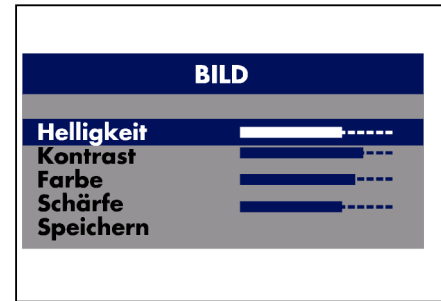 BILD
Helligkeit
Kontrast
Farbe
Schärfe
Speichern